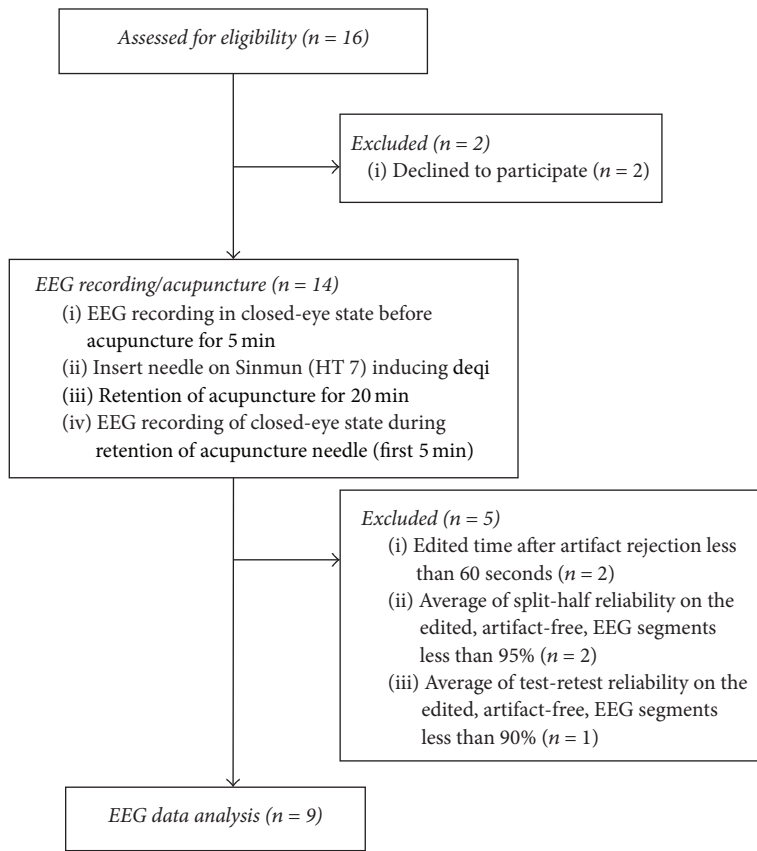 Assessed for eligibility (n = 16)
Excluded (n = 2)
(i) Declined to participate (n = 2)
EEG recording/acupuncture (n = 14)
(i) EEG recording in closed-eye state before
acupuncture for 5 min
(ii) Insert needle on Sinmun (HT 7) inducing deqi
(iii) Retention of acupuncture for 20 min
(iv) EEG recording of closed-eye state during
retention of acupuncture needle (first 5 min)
Excluded (n = 5)
(i) Edited time after artifact rejection less
than 60 seconds (n = 2)
(ii) Average of split-half reliability on the
edited, artifact-free, EEG segments
less than 95% (n = 2)
(iii) Average of test-retest reliability on the
edited, artifact-free, EEG segments
less than 90% (n = 1)
EEG data analysis (n = 9)